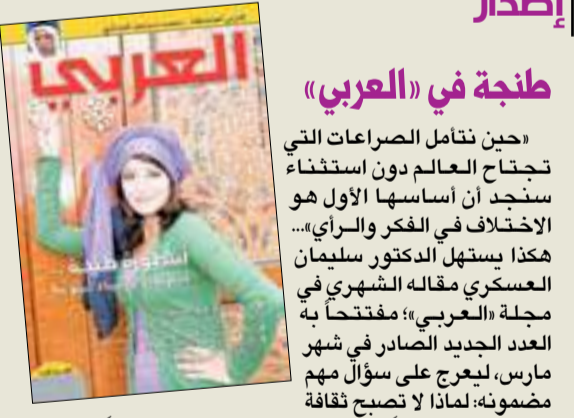 إصدار
طنجة في «العربي»
«حين نتأمل الصراعات التي
تجتاح العالم دون استثناء
سنجد أن أساسها الأول هو
الاختلاف في الفكر والرأي»...
هكذا يستهل الدكتور سليمان
العسكري مقاله الشهري في
مجلة «العربي»؛ مفتتحاً به
العدد الجديد الصادر في شهر
مارس، ليعرج على سؤال مهم
مضمونه: لماذا لا تصبح ثقافة
العربي
أسطورة طنجة